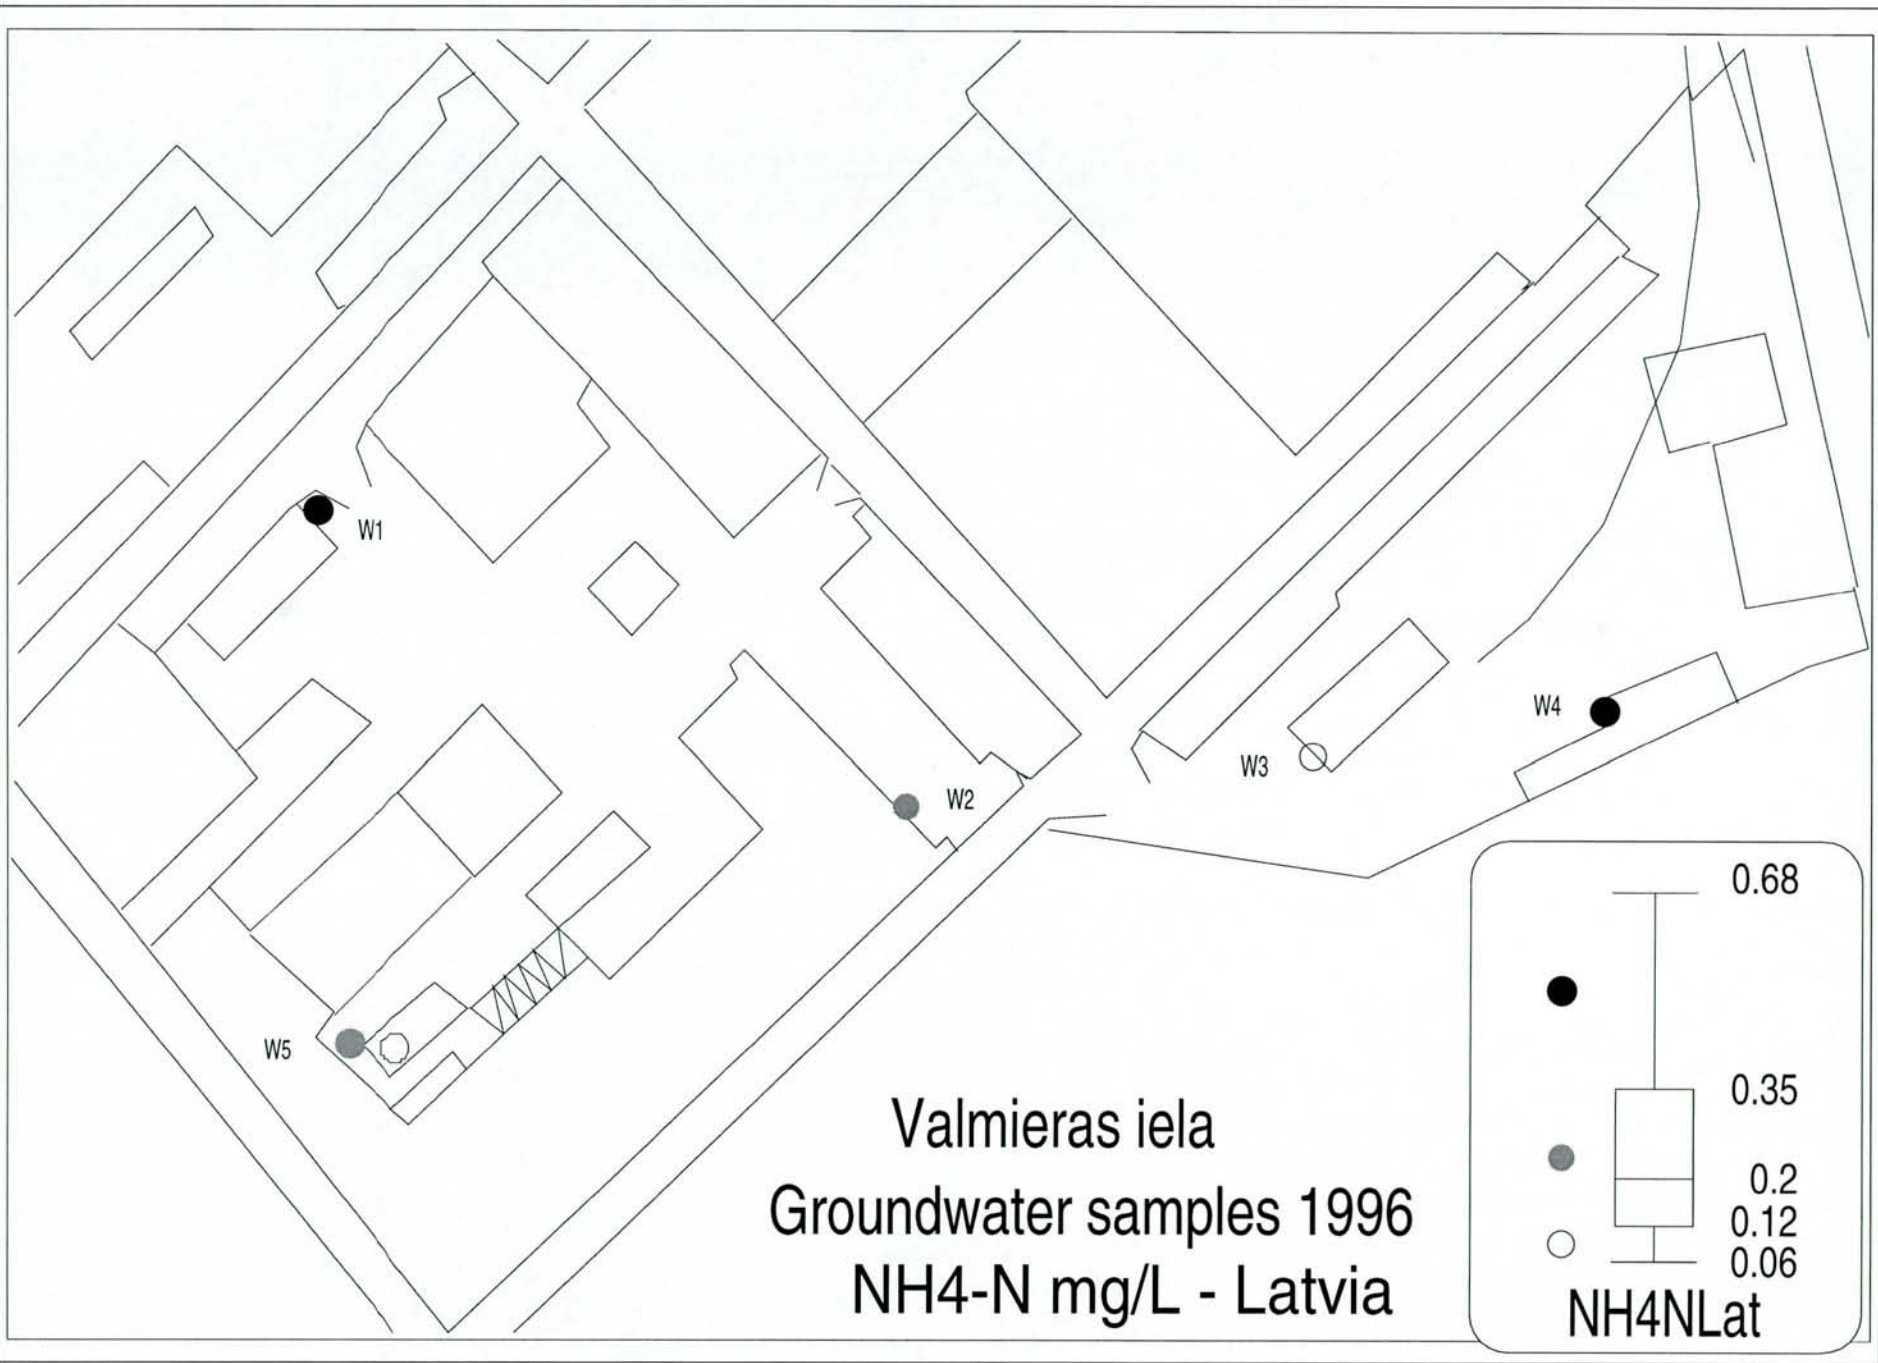 W1
W4
W3
W2
W5
Valmieras iela
Groundwater samples 1996
NH4-N mg/L - Latvia
0.68
0.35
0.2
0.12
0.06
NH4NLat